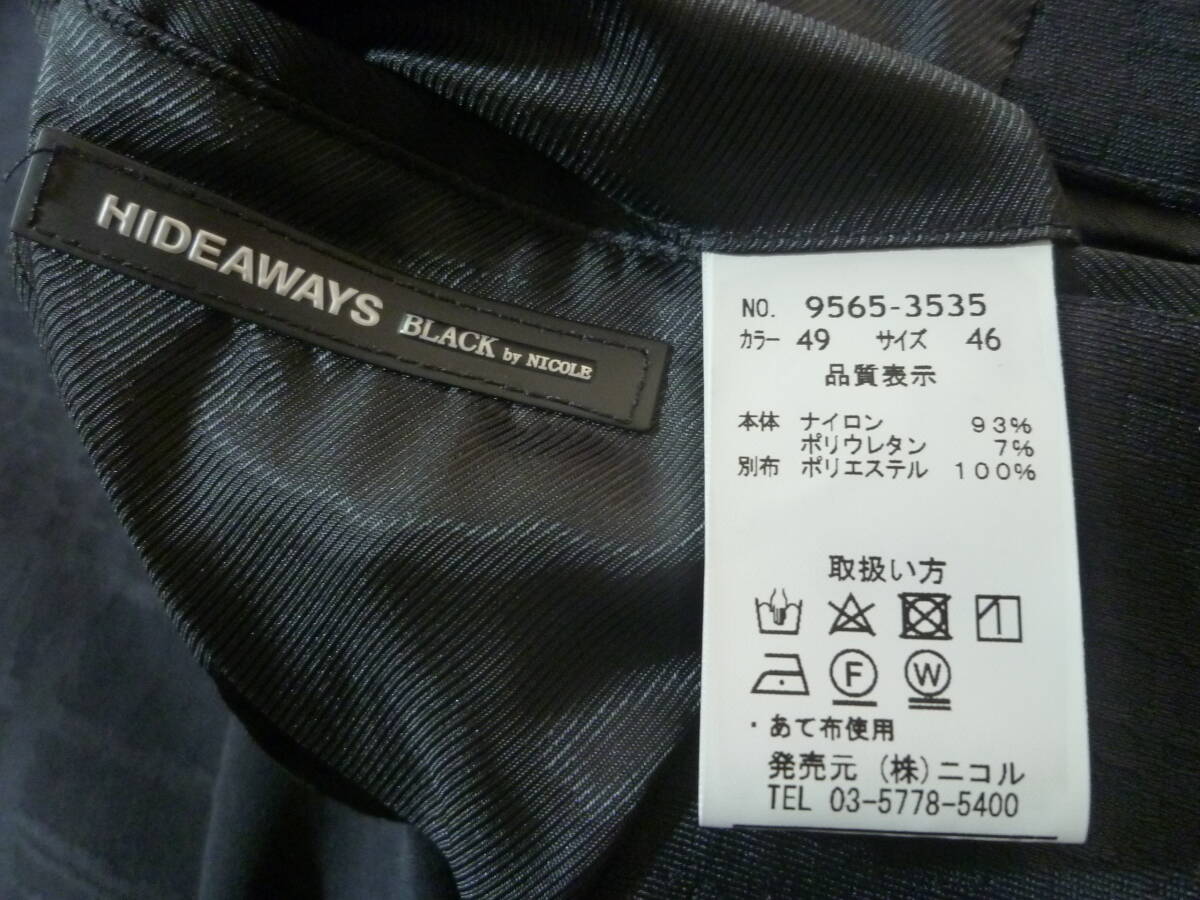 HIDEAWAYS BLACK by NICOLE
NO. 9565-3535
カラー 49 サイズ 46
品質表示
本体 ナイロン 93%
ポリウレタン 7%
別布 ポリエステル 100%
取扱い方
F W
・あて布使用
発売元 (株)ニコル
TEL 03-5778-5400